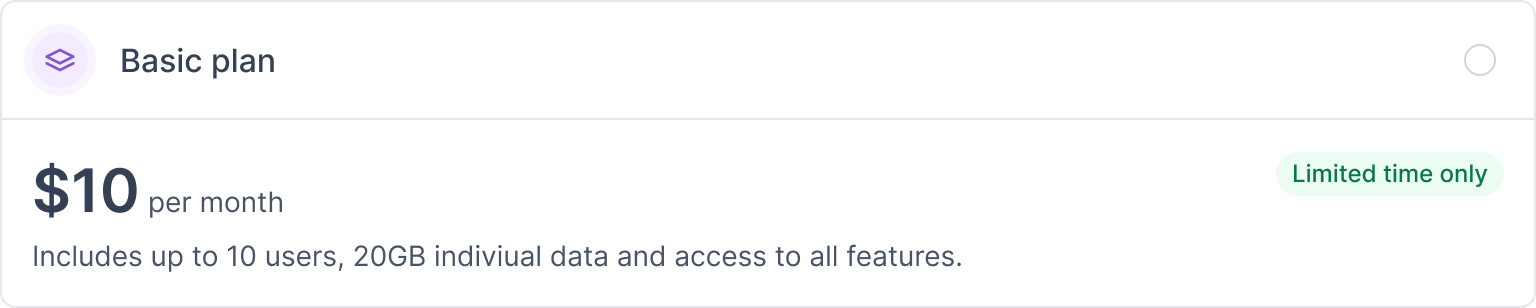 Basic plan
$10 per month
Limited time only
Includes up to 10 users, 20GB indiviual data and access to all features.